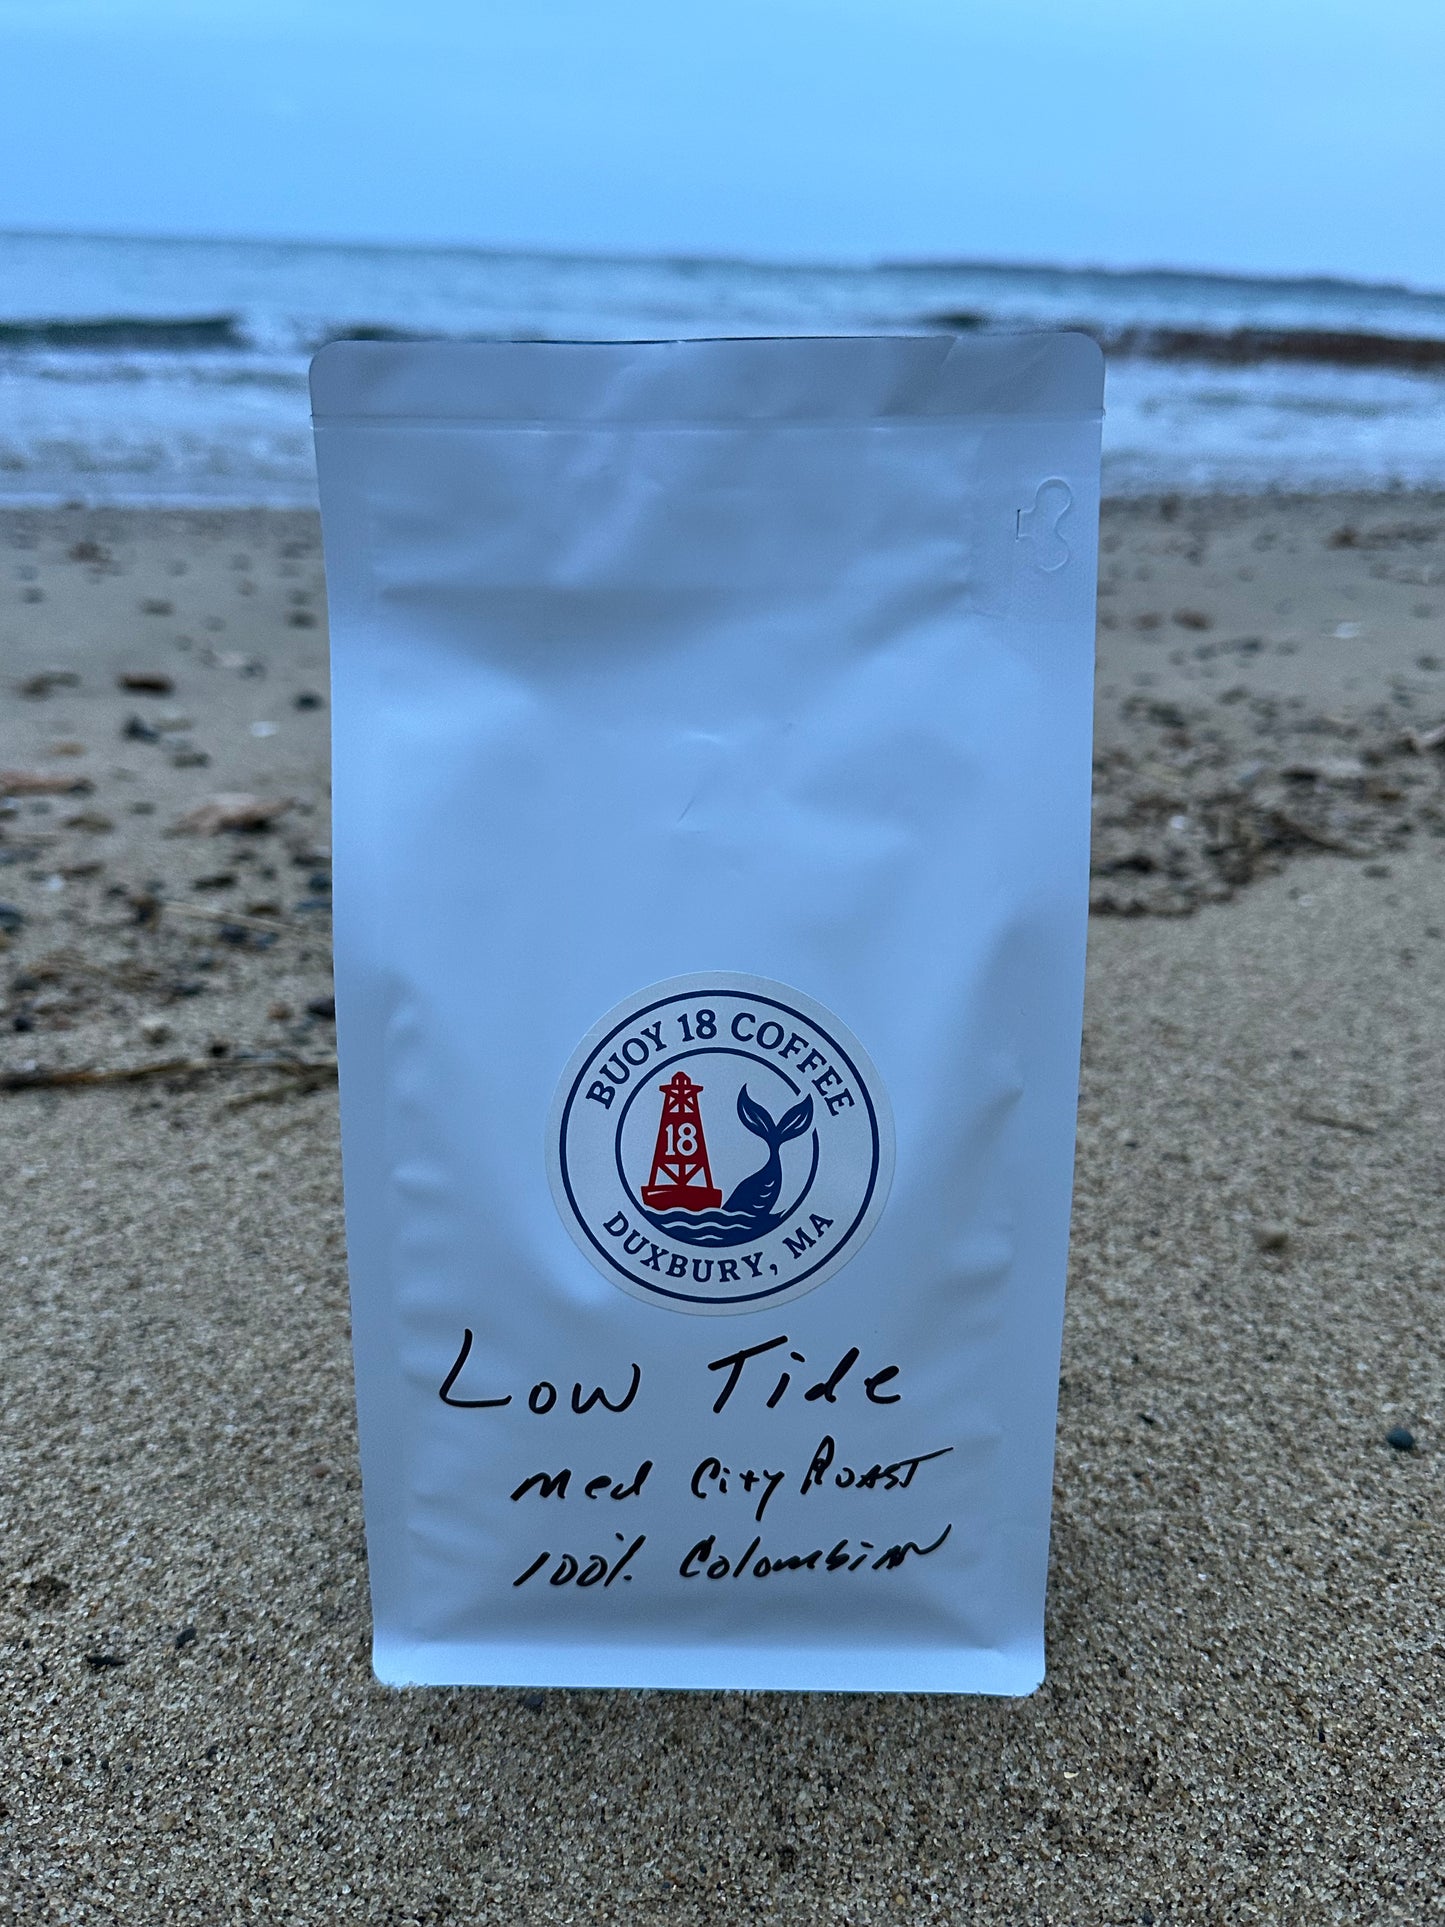 BUOY 18 COFFEE
18
DUXBURY, MA
Low Tide
Med City Roast
100% Colombian